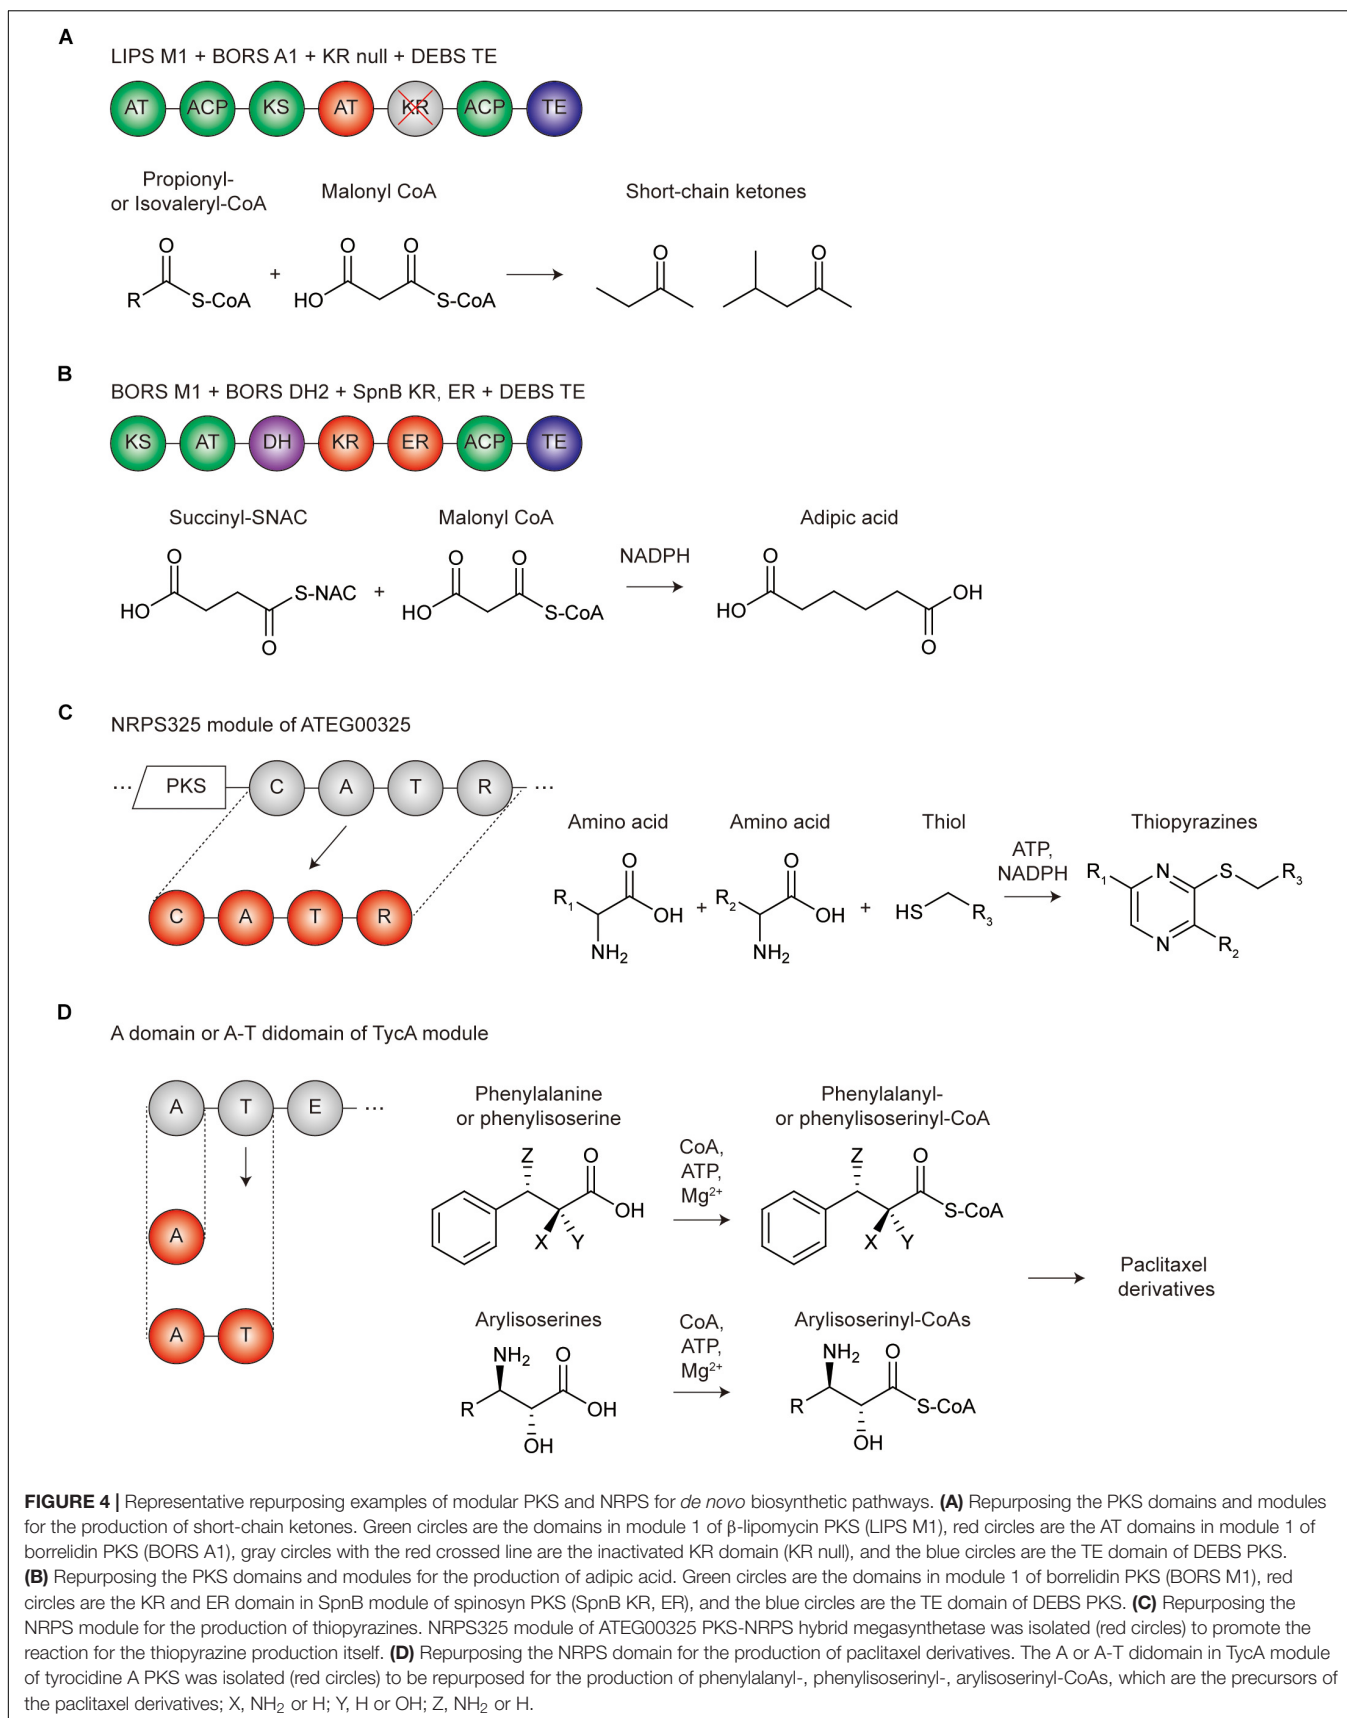 A
LIPS M1 + BORS A1 + KR null + DEBS TE
AT ACP KS AT KR ACP TE
Propionyl-
or Isovaleryl-CoA
Malonyl CoA
Short-chain ketones
O
R S-CoA
+
O O
HO S-CoA
O
O
B
BORS M1 + BORS DH2 + SpnB KR, ER + DEBS TE
KS AT DH KR ER ACP TE
Succinyl-SNAC
Malonyl CoA
Adipic acid
O
HO S-NAC
O
+
O O
HO S-CoA
NADPH
O
HO OH
O
C
NRPS325 module of ATEG00325
... PKS C A T R ...
C A T R
Amino acid
Amino acid
Thiol
Thiopyrazines
R1 O
OH
NH2
+
R2 O
OH
NH2
+
HS R3
ATP,
NADPH
R1 N S R3
N R2
D
A domain or A-T didomain of TycA module
A T E ...
A
A T
Phenylalanine
or phenylisoserine
Z O
OH
X Y
CoA,
ATP,
Mg2+
Phenylalanyl-
or phenylisoserinyl-CoA
Z O
S-CoA
X Y
Arylisoserines
NH2 O
R OH
OH
CoA,
ATP,
Mg2+
Arylisoserinyl-CoAs
NH2 O
R S-CoA
OH
Paclitaxel
derivatives
FIGURE 4 | Representative repurposing examples of modular PKS and NRPS for de novo biosynthetic pathways. (A) Repurposing the PKS domains and modules
for the production of short-chain ketones. Green circles are the domains in module 1 of β-lipomycin PKS (LIPS M1), red circles are the AT domains in module 1 of
borrelidin PKS (BORS A1), gray circles with the red crossed line are the inactivated KR domain (KR null), and the blue circles are the TE domain of DEBS PKS.
(B) Repurposing the PKS domains and modules for the production of adipic acid. Green circles are the domains in module 1 of borrelidin PKS (BORS M1), red
circles are the KR and ER domain in SpnB module of spinosyn PKS (SpnB KR, ER), and the blue circles are the TE domain of DEBS PKS. (C) Repurposing the
NRPS module for the production of thiopyrazines. NRPS325 module of ATEG00325 PKS-NRPS hybrid megasynthetase was isolated (red circles) to promote the
reaction for the thiopyrazine production itself. (D) Repurposing the NRPS domain for the production of paclitaxel derivatives. The A or A-T didomain in TycA module
of tyrocidine A PKS was isolated (red circles) to be repurposed for the production of phenylalanyl-, phenylisoserinyl-, arylisoserinyl-CoAs, which are the precursors of
the paclitaxel derivatives; X, NH2 or H; Y, H or OH; Z, NH2 or H.